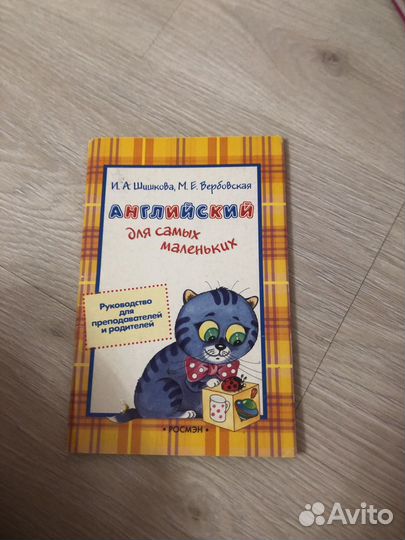 И. А. Шишкова, М. Е. Вербовская
АНГЛИЙСКИЙ
для самых
маленьких
Руководство для
преподавателей
и родителей
• РОСМЭН •
Avito